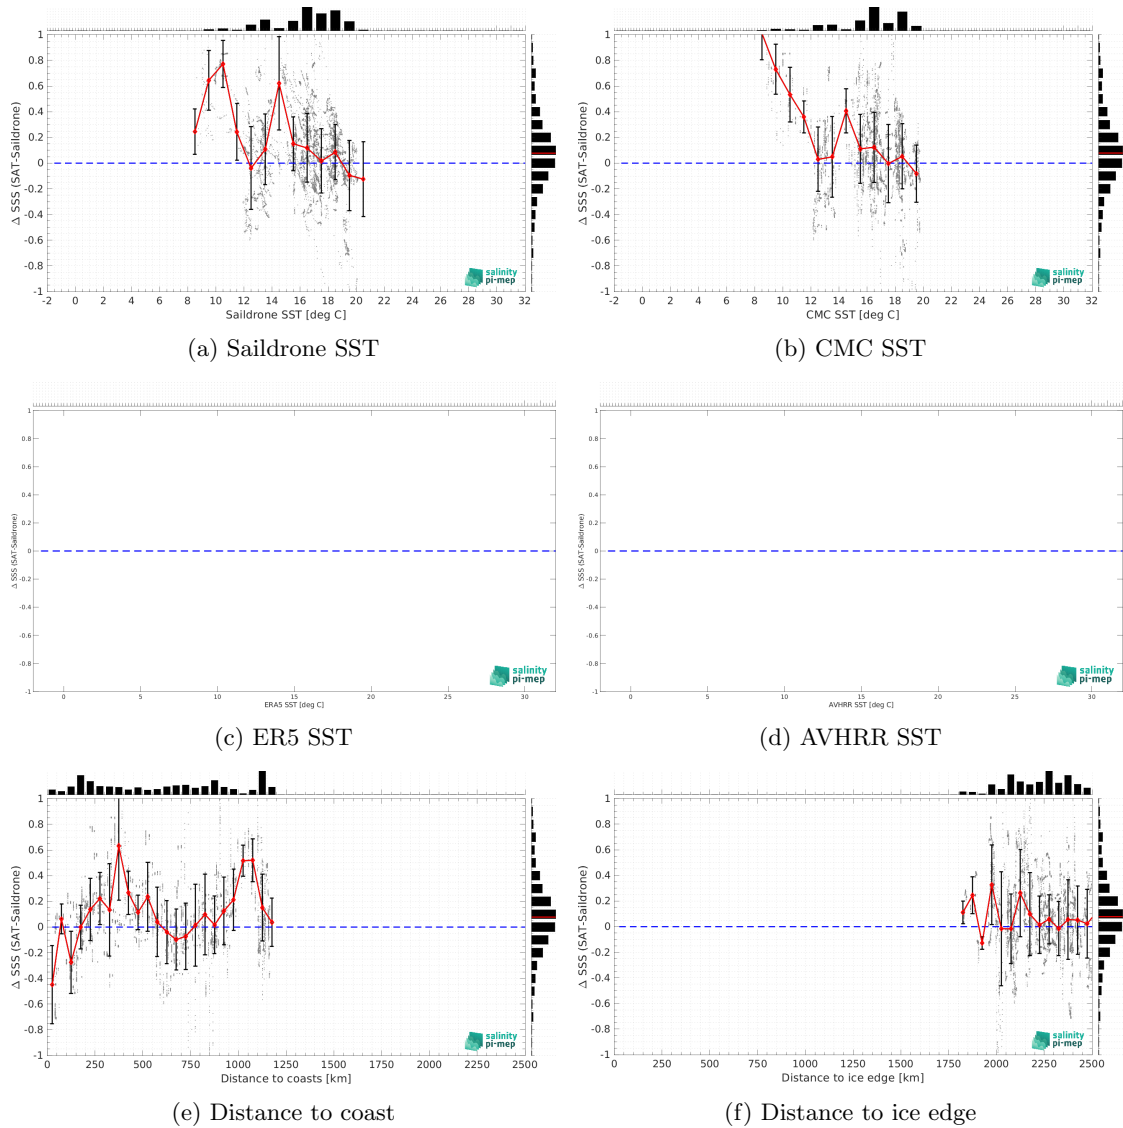 1
0.8
0.6
0.4
0.2
0
-0.2
-0.4
-0.6
-0.8
-1
Δ SSS (SAT-Saildrone)
-2 0 2 4 6 8 10 12 14 16 18 20 22 24 26 28 30 32
Saildrone SST [deg C]
salinity
pi-mep
(a) Saildrone SST
1
0.8
0.6
0.4
0.2
0
-0.2
-0.4
-0.6
-0.8
-1
Δ SSS (SAT-Saildrone)
-2 0 2 4 6 8 10 12 14 16 18 20 22 24 26 28 30 32
CMC SST [deg C]
salinity
pi-mep
(b) CMC SST
1
0.8
0.6
0.4
0.2
0
-0.2
-0.4
-0.6
-0.8
-1
Δ SSS (SAT-Saildrone)
0 5 10 15 20 25 30
ERA5 SST [deg C]
salinity
pi-mep
(c) ER5 SST
1
0.8
0.6
0.4
0.2
0
-0.2
-0.4
-0.6
-0.8
-1
Δ SSS (SAT-Saildrone)
0 5 10 15 20 25 30
AVHRR SST [deg C]
salinity
pi-mep
(d) AVHRR SST
1
0.8
0.6
0.4
0.2
0
-0.2
-0.4
-0.6
-0.8
-1
Δ SSS (SAT-Saildrone)
0 250 500 750 1000 1250 1500 1750 2000 2250 2500
Distance to coasts [km]
salinity
pi-mep
(e) Distance to coast
1
0.8
0.6
0.4
0.2
0
-0.2
-0.4
-0.6
-0.8
-1
Δ SSS (SAT-Saildrone)
0 250 500 750 1000 1250 1500 1750 2000 2250 2500
Distance to ice edge [km]
salinity
pi-mep
(f) Distance to ice edge